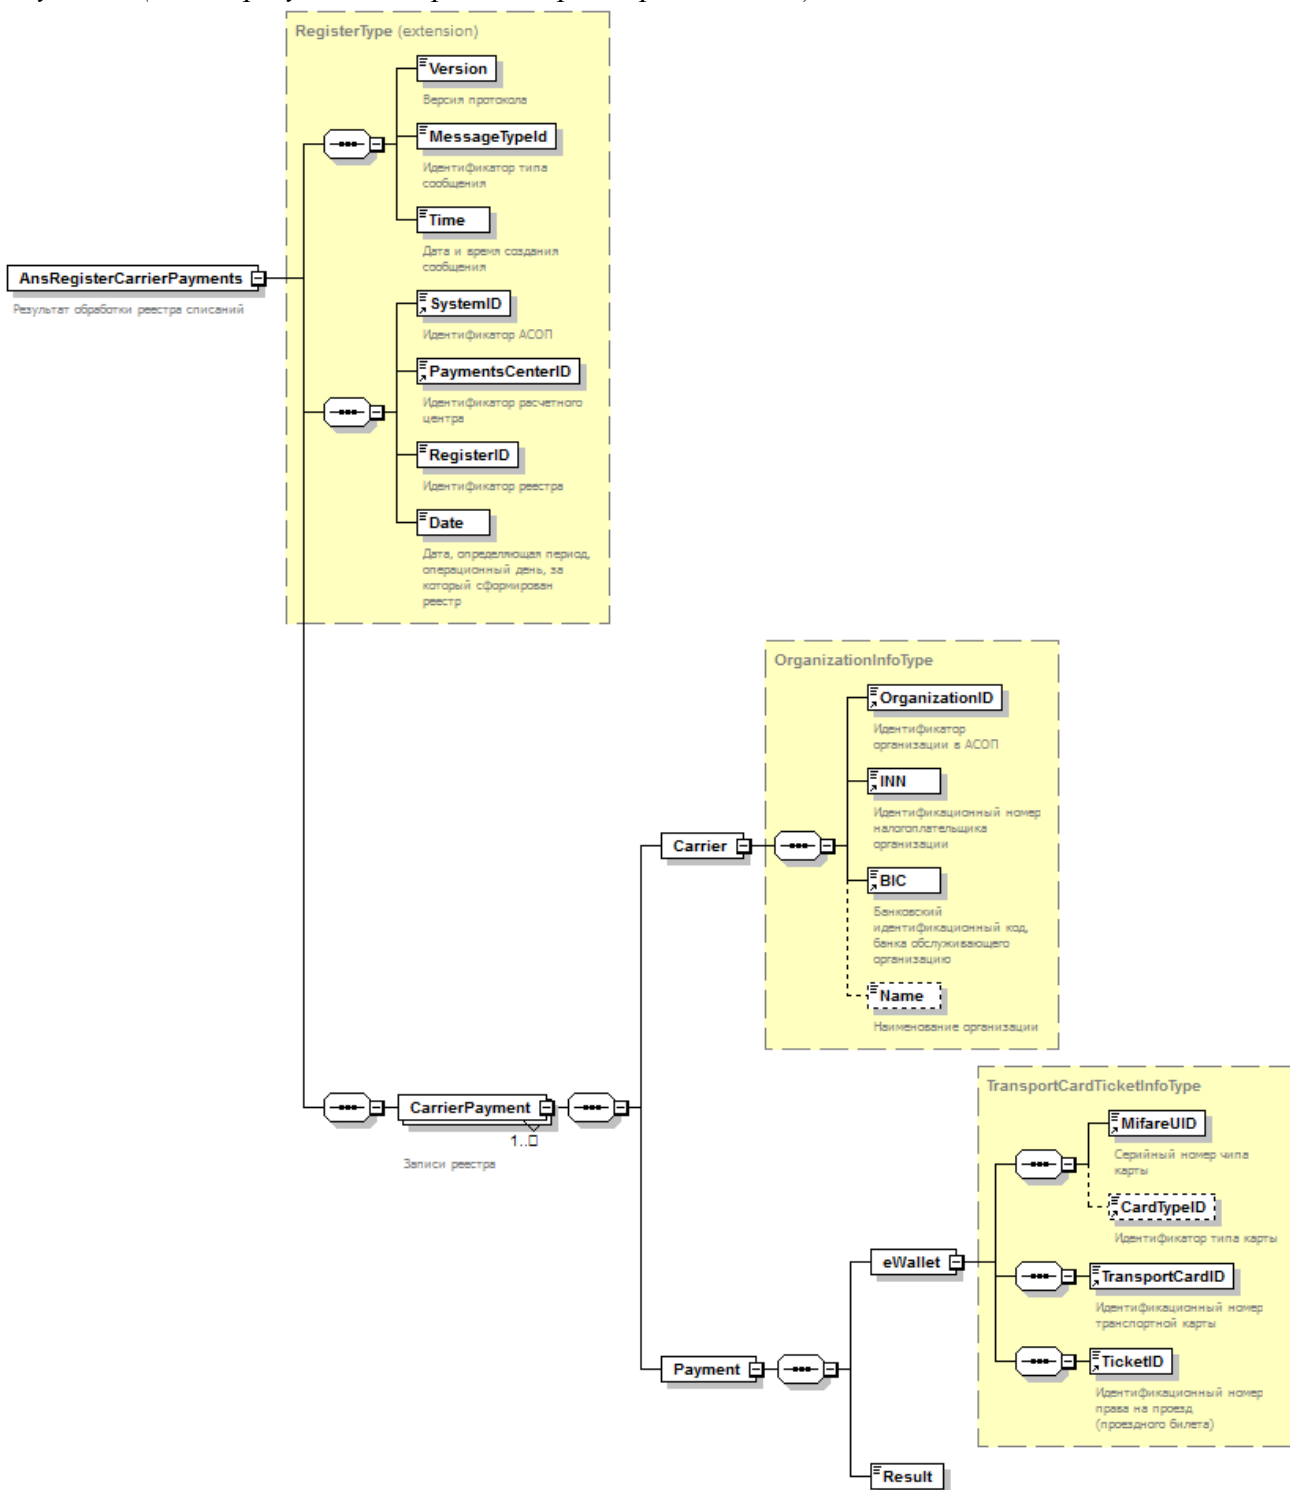 RegisterType (extension)
Version
Версия протокола
MessageTypeId
Идентификатор типа
сообщения
Time
Дата и время создания
сообщения
AnsRegisterCarrierPayments
Результат обработки реестра списаний
SystemID
Идентификатор АСОП
PaymentsCenterID
Идентификатор расчетного
центра
RegisterID
Идентификатор реестра
Date
Дата, определяющая период,
операционный день, за
который сформирован
реестр
OrganizationInfoType
OrganizationID
Идентификатор
организации в АСОП
INN
Идентификационный номер
налогоплательщика
организации
Carrier
BIC
Банковский
идентификационный код,
банка обслуживающего
организацию
Name
Наименование организации
CarrierPayment
1..□
Записи реестра
TransportCardTicketInfoType
MifareUID
Серийный номер чипа
карты
CardTypeID
Идентификатор типа карты
eWallet
TransportCardID
Идентификационный номер
транспортной карты
Payment
TicketID
Идентификационный номер
права на проезд
(проездного билета)
Result